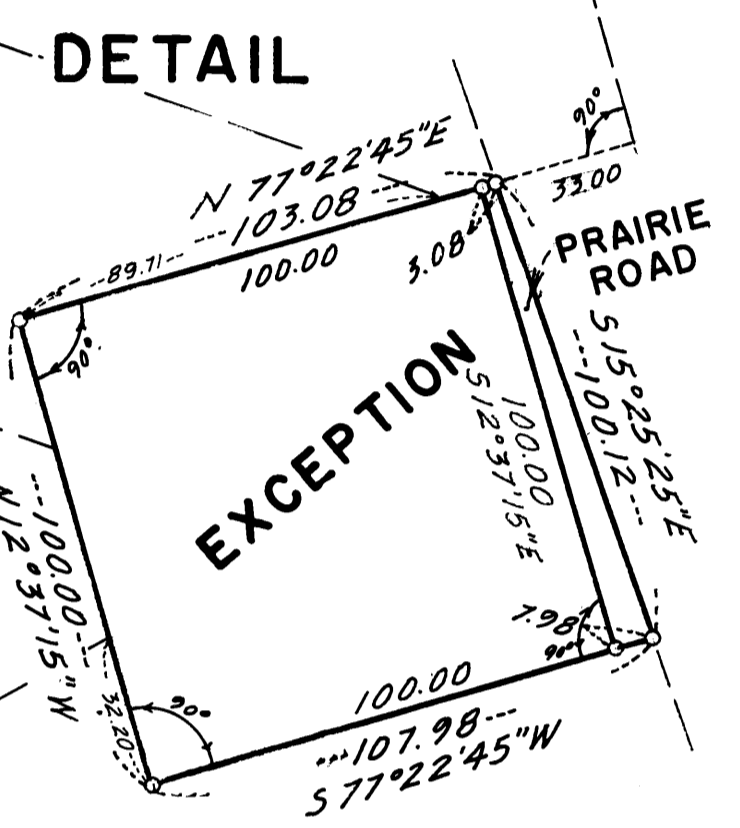 DETAIL
90°
N 77°22'45"E
---103.08---
33.00
--89.71--
100.00
3.08
PRAIRIE
ROAD
90°
EXCEPTION
S 15°25'25"E
---100.12---
100.00
S 12°37'15"E
---100.00---
N 12°37'15"W
7.98
90°
32.20
90°
100.00
---107.98---
S 77°22'45"W